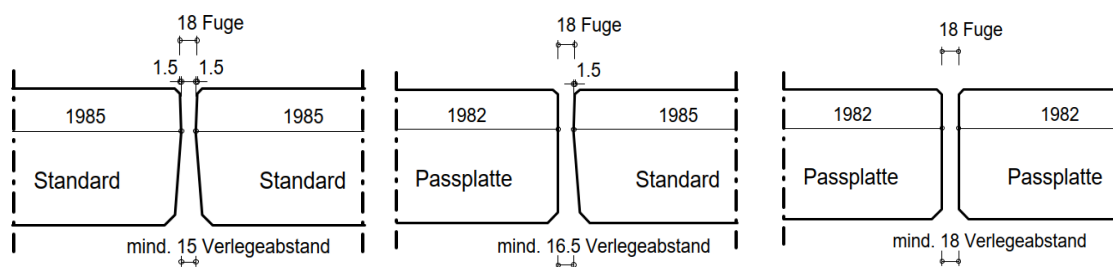 18 Fuge
1.5 1.5
1985 1985
Standard Standard
mind. 15 Verlegeabstand
18 Fuge
1.5
1982 1985
Passplatte Standard
mind. 16.5 Verlegeabstand
18 Fuge
1982 1982
Passplatte Passplatte
mind. 18 Verlegeabstand